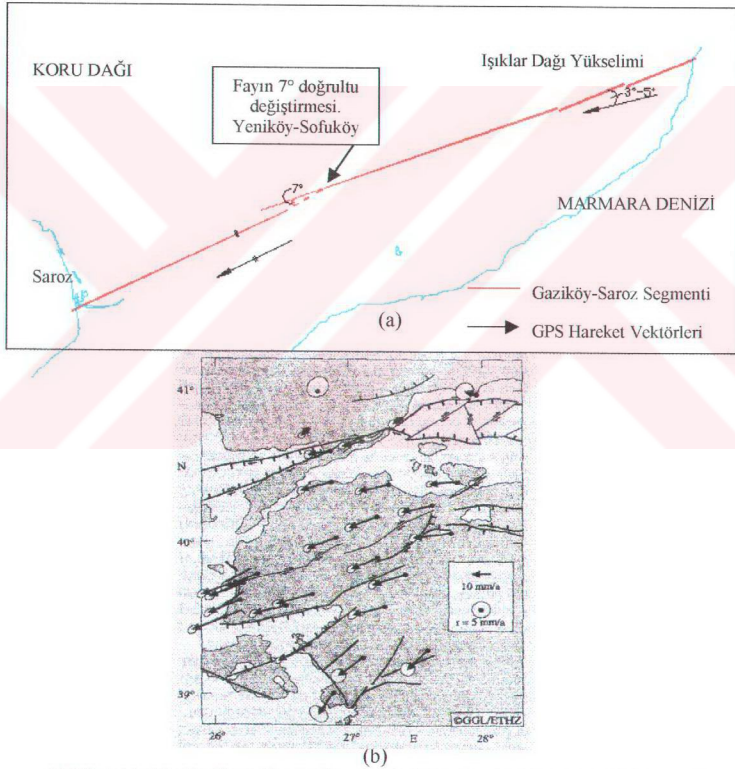 KORU DAĞI
Işıklar Dağı Yükselimi
Fayın 7° doğrultu
değiştirmesi.
Yeniköy-Sofuköy
3°-5°
7°
MARMARA DENİZİ
Saroz
Gaziköy-Saroz Segmenti
GPS Hareket Vektörleri
(a)
41°
N
40°
39°
10 mm/a
r = 5 mm/a
©GGL/ETHZ
26°
27°
E
28°
(b)